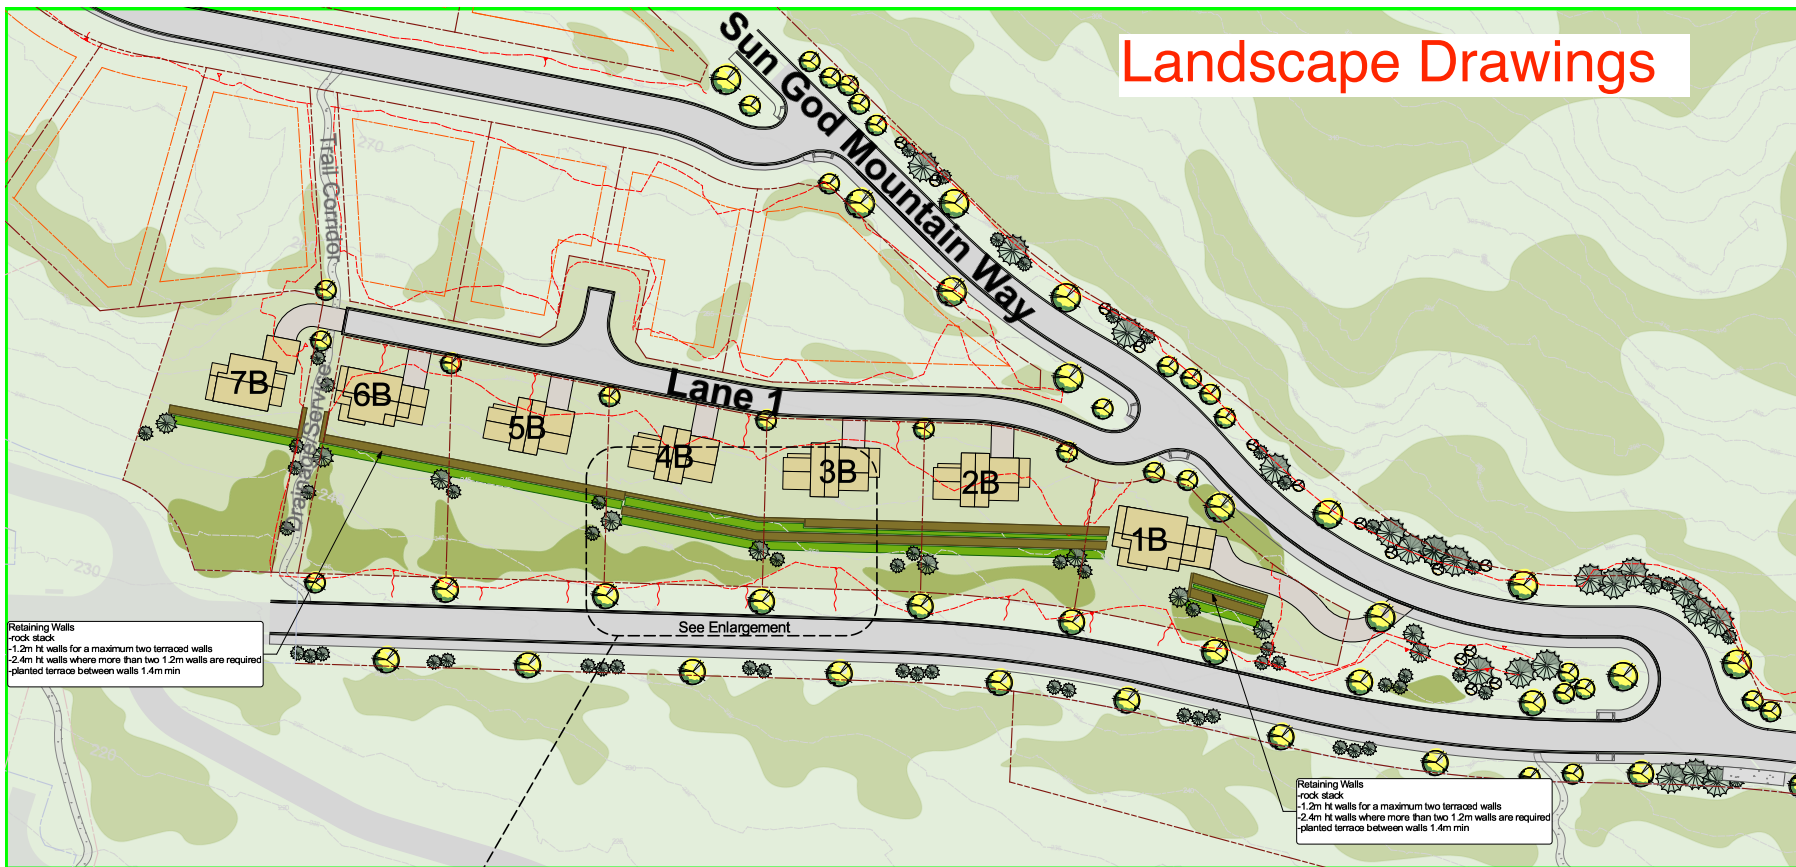 Landscape Drawings
Sun God Mountain Way
Trail Corridor
270
Lane 1
7B
6B
5B
4B
3B
2B
1B
Drainage/Service
230
See Enlargement
Retaining Walls
-rock stack
-1.2m ht walls for a maximum two terraced walls
-2.4m ht walls where more than two 1.2m walls are required
-planted terrace between walls 1.4m min
Retaining Walls
-rock stack
-1.2m ht walls for a maximum two terraced walls
-2.4m ht walls where more than two 1.2m walls are required
-planted terrace between walls 1.4m min